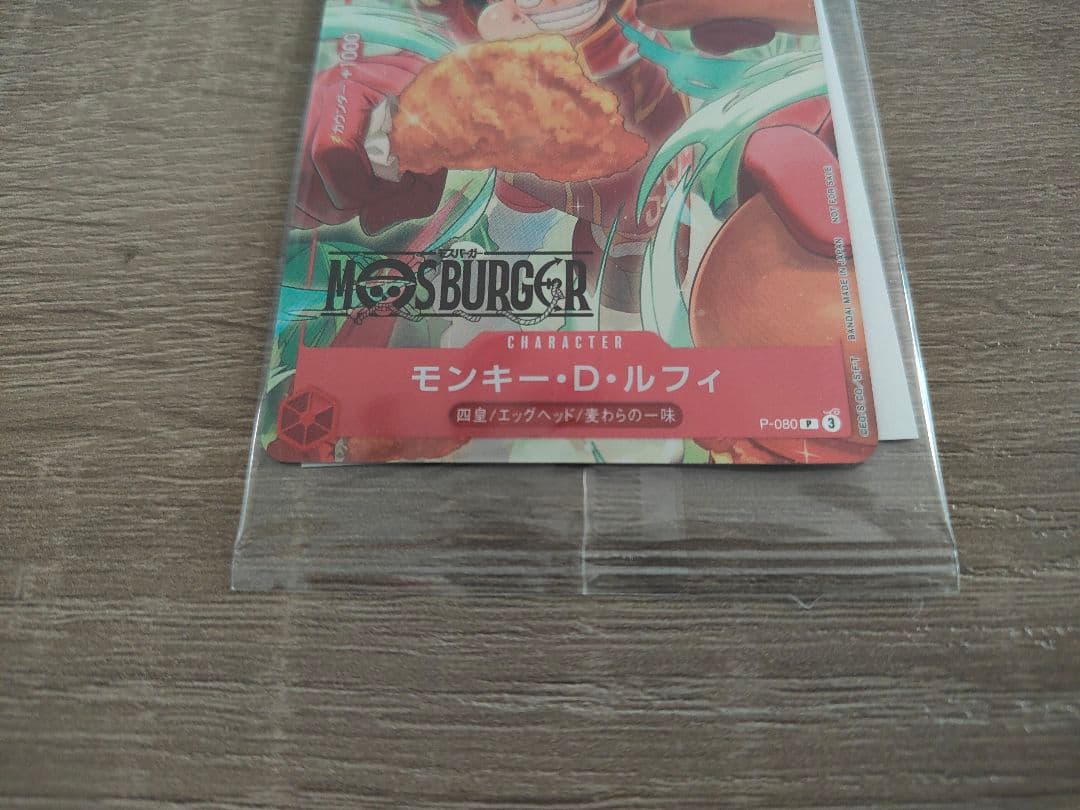 カウンター +1000
モスバーガー
MOSBURGER
CHARACTER
モンキー・D・ルフィ
四皇/エッグヘッド/麦わらの一味
P-080 P 3
BANDAI MADE IN JAPAN NOT FOR SALE